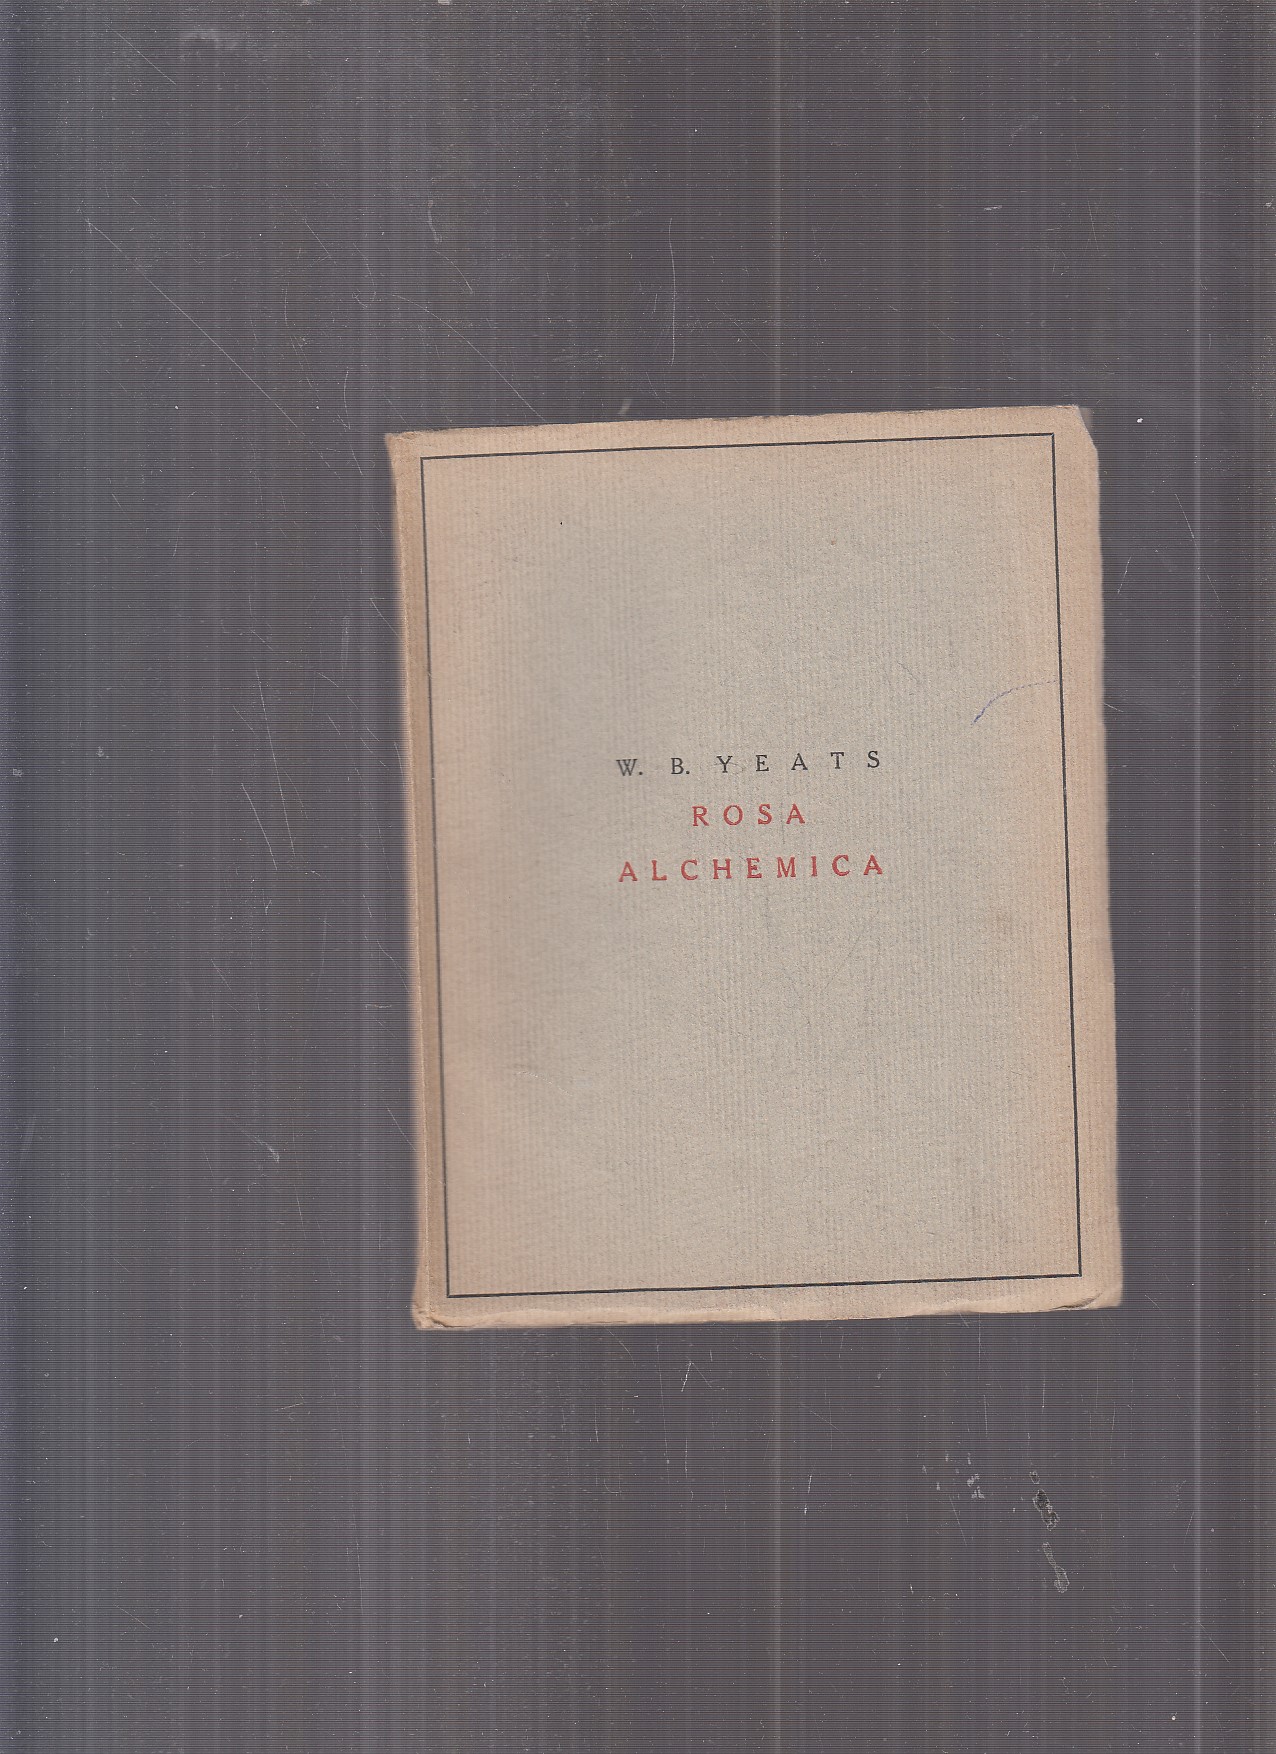 W. B. YEATS
ROSA
ALCHEMICA